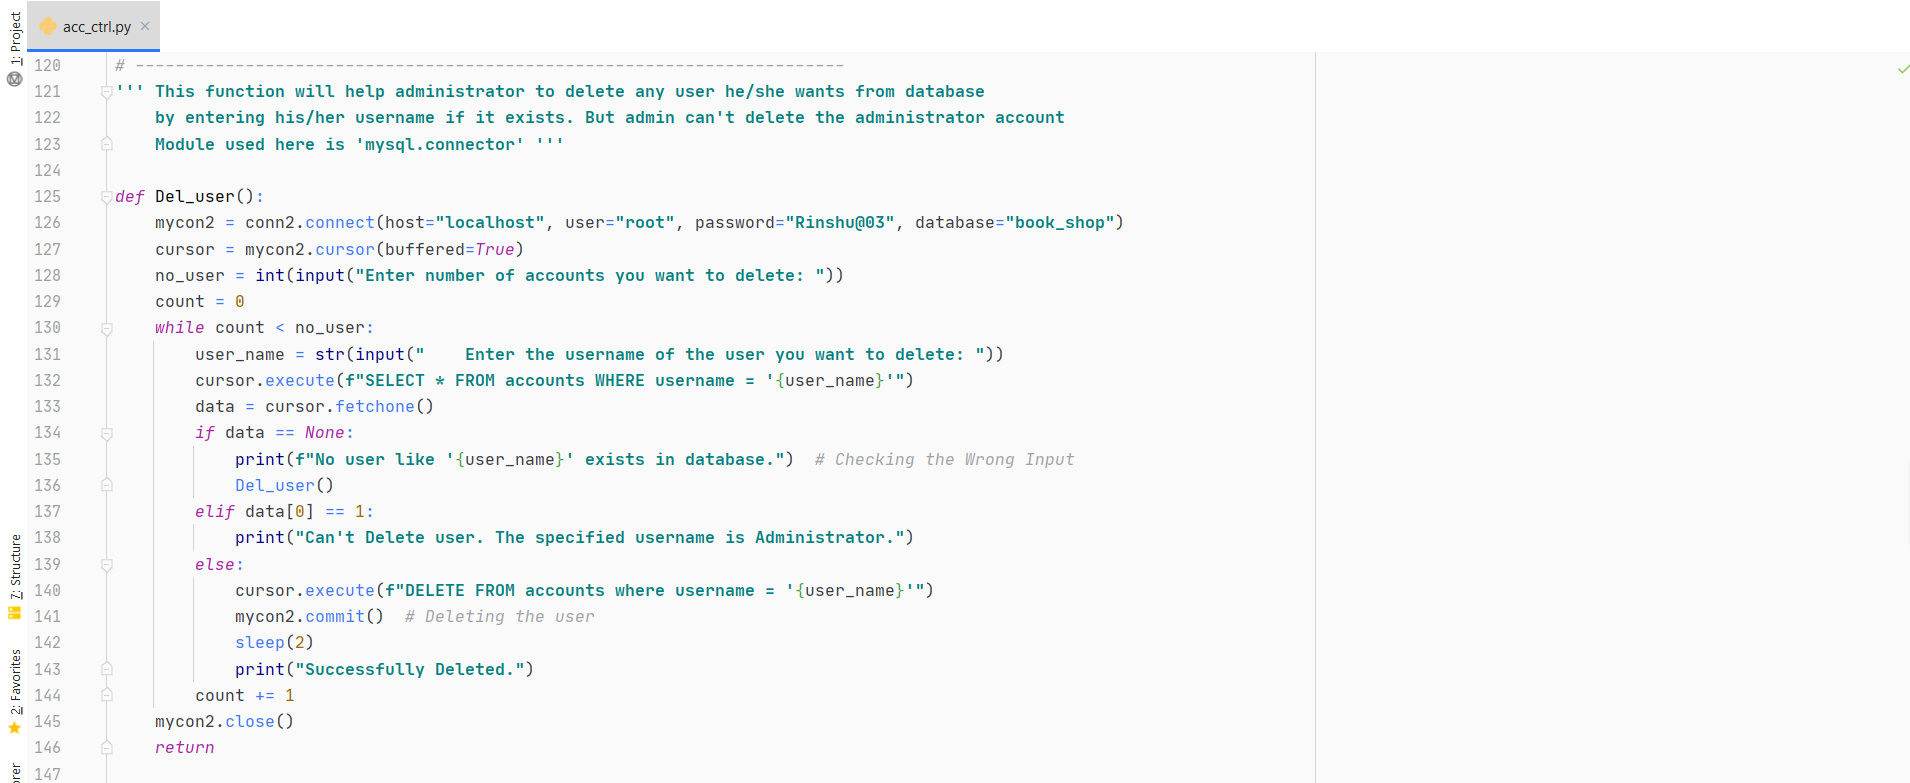 acc_ctrl.py
1: Project
7: Structure
2: Favorites
120 # -----------------------------------------------------------------------
121 ''' This function will help administrator to delete any user he/she wants from database
122     by entering his/her username if it exists. But admin can't delete the administrator account
123     Module used here is 'mysql.connector' '''
124
125 def Del_user():
126     mycon2 = conn2.connect(host="localhost", user="root", password="Rinshu@03", database="book_shop")
127     cursor = mycon2.cursor(buffered=True)
128     no_user = int(input("Enter number of accounts you want to delete: "))
129     count = 0
130     while count < no_user:
131         user_name = str(input("    Enter the username of the user you want to delete: "))
132         cursor.execute(f"SELECT * FROM accounts WHERE username = '{user_name}'")
133         data = cursor.fetchone()
134         if data == None:
135             print(f"No user like '{user_name}' exists in database.")  # Checking the Wrong Input
136             Del_user()
137         elif data[0] == 1:
138             print("Can't Delete user. The specified username is Administrator.")
139         else:
140             cursor.execute(f"DELETE FROM accounts where username = '{user_name}'")
141             mycon2.commit()  # Deleting the user
142             sleep(2)
143             print("Successfully Deleted.")
144         count += 1
145     mycon2.close()
146     return
147